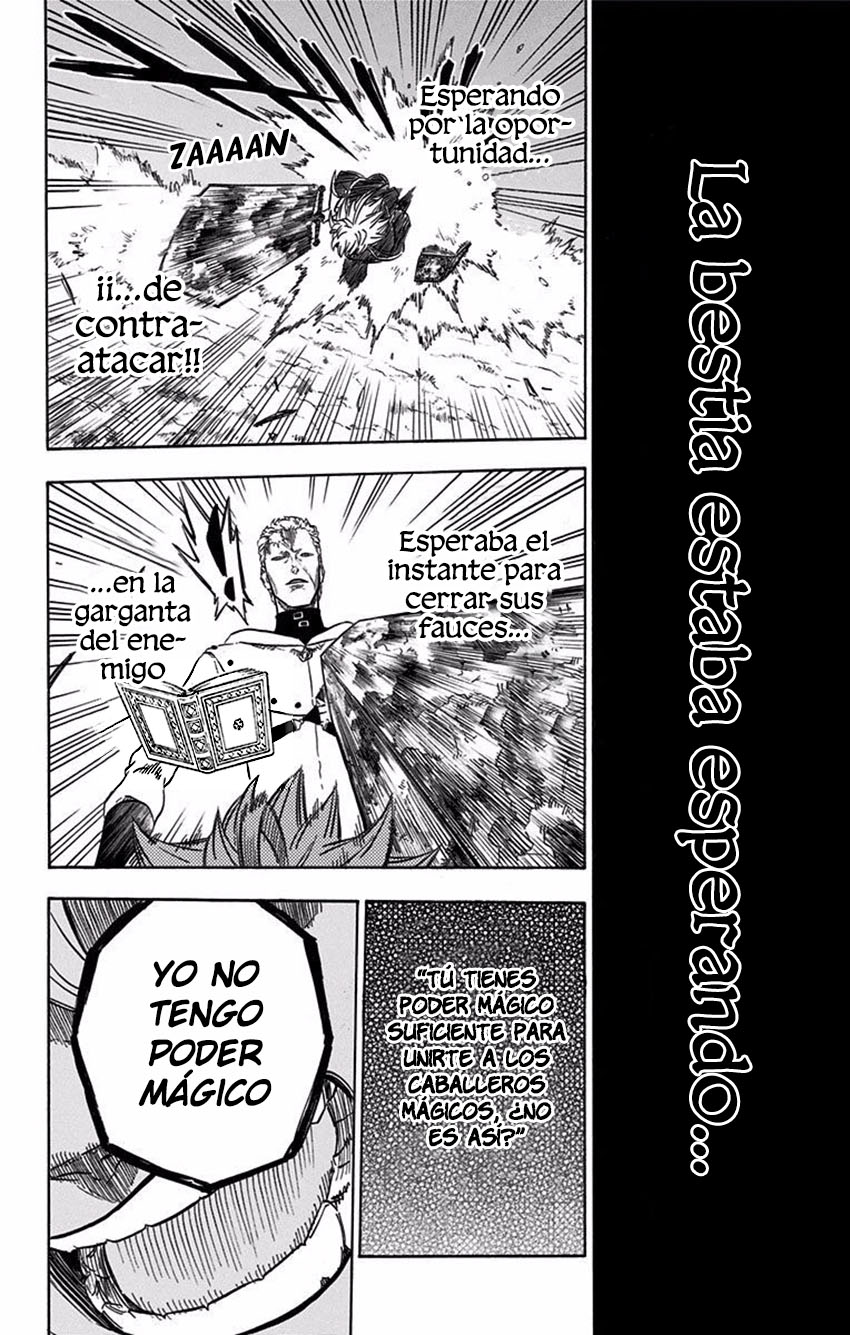 La bestia estaba esperando...
Esperando
por la opor-
tunidad...
ZAAAAN
¡¡...de
contra-
atacar!!
Esperaba el
instante para
cerrar sus
fauces...
...en la
garganta
del ene-
migo
"TÚ TIENES
PODER MÁGICO
SUFICIENTE PARA
UNIRTE A LOS
CABALLEROS
MÁGICOS, ¿NO
ES ASÍ?"
YO NO
TENGO
PODER
MÁGICO